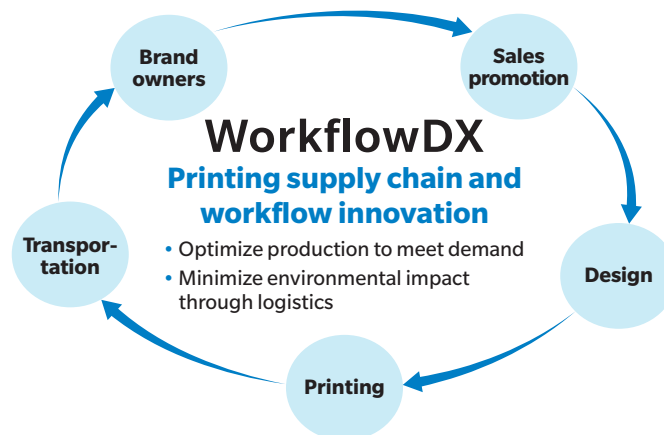 Brand
owners
Sales
promotion
WorkflowDX
Printing supply chain and
workflow innovation
• Optimize production to meet demand
• Minimize environmental impact
through logistics
Transpor-
tation
Design
Printing